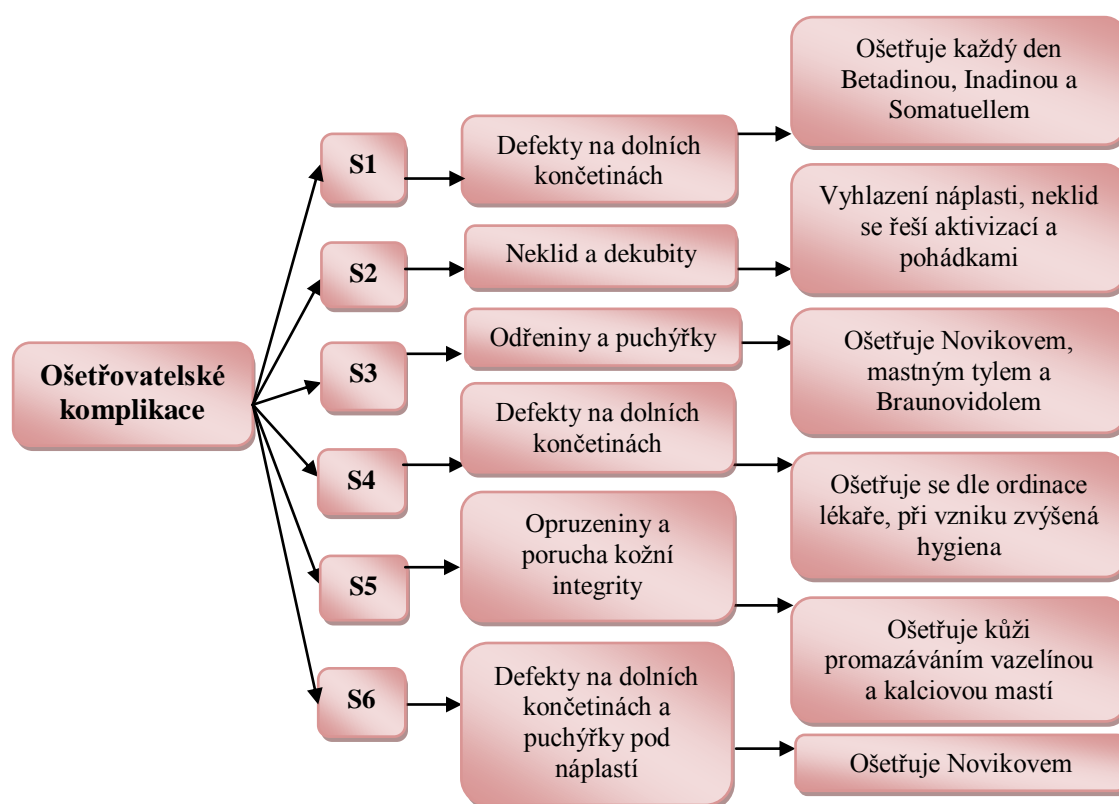 Ošetřovatelské
komplikace
S1
Defekty na dolních
končetinách
Ošetřuje každý den
Betadinou, Inadinou a
Somatuellem
S2
Neklid a dekubity
Vyhlazení náplasti, neklid
se řeší aktivizací a
pohádkami
S3
Odřeniny a puchýřky
Ošetřuje Novikovem,
mastným tylem a
Braunovidolem
S4
Defekty na dolních
končetinách
Ošetřuje se dle ordinace
lékaře, při vzniku zvýšená
hygiena
S5
Opruzeniny a
porucha kožní
integrity
Ošetřuje kůži
promazáváním vazelínou
a kalciovou mastí
S6
Defekty na dolních
končetinách a
puchýřky pod
náplastí
Ošetřuje Novikovem